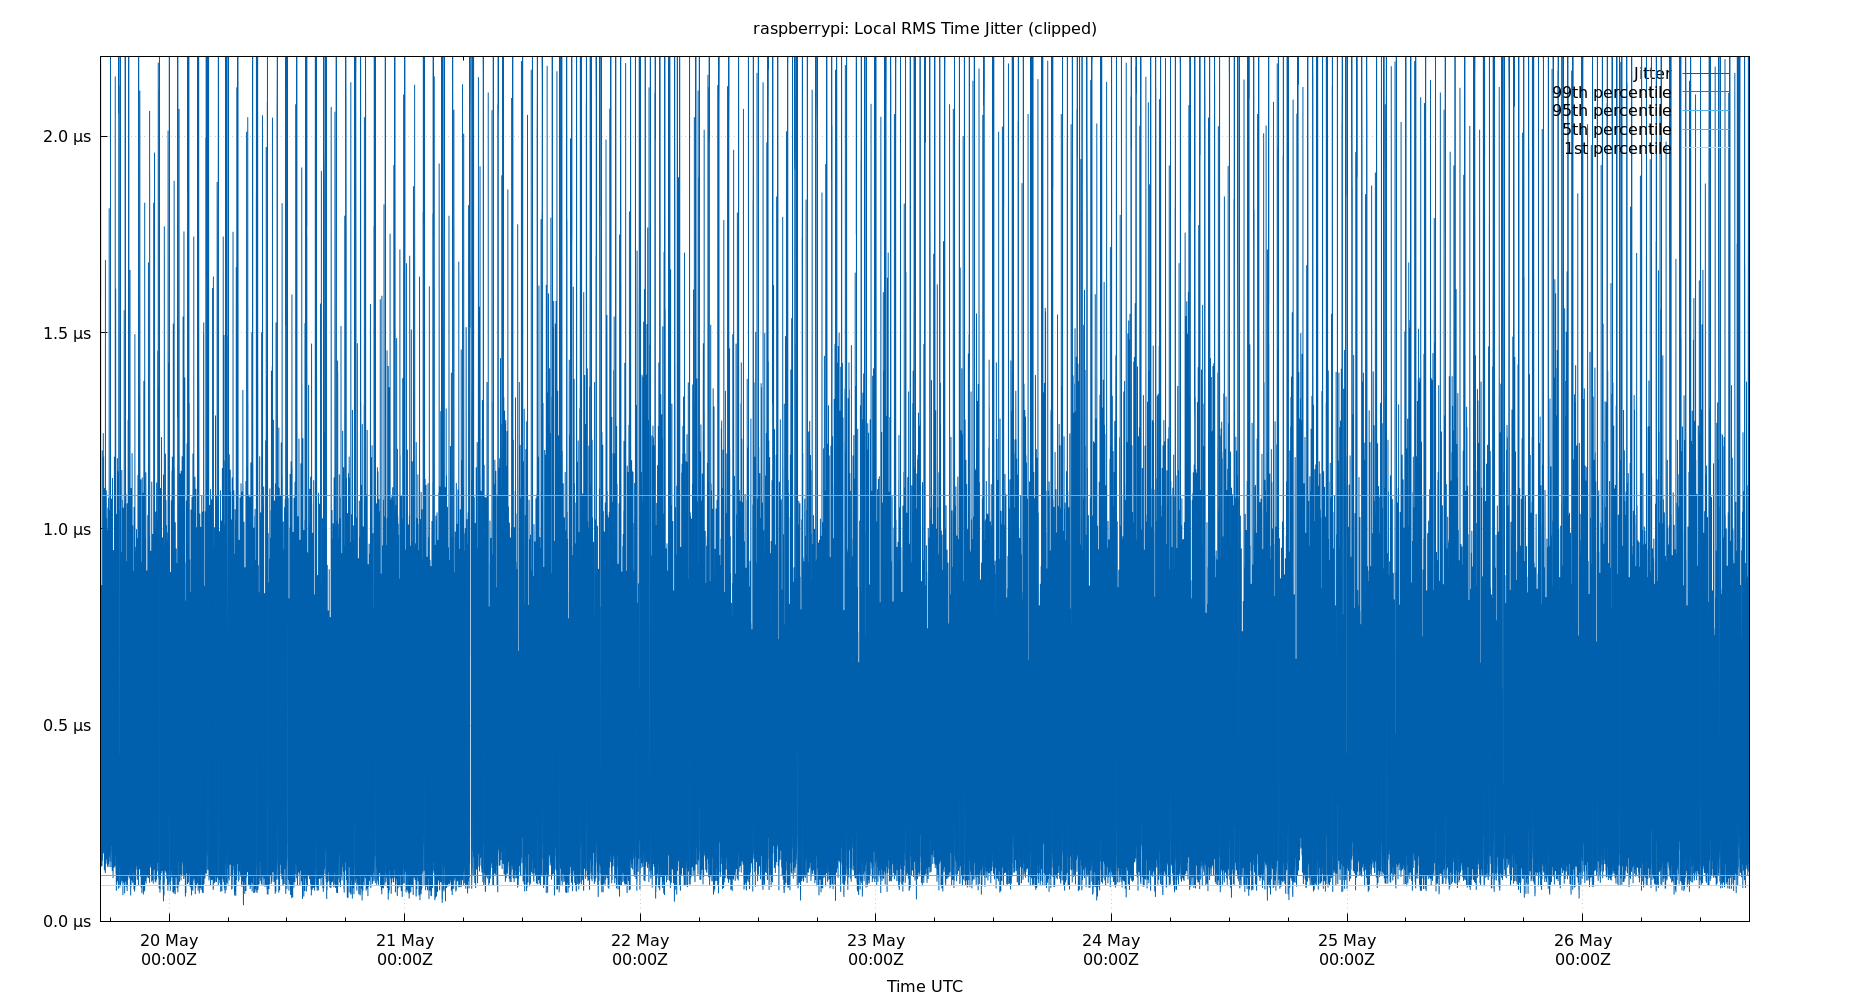 raspberrypi: Local RMS Time Jitter (clipped)
Jitter
99th percentile
95th percentile
5th percentile
1st percentile
2.0 µs
1.5 µs
1.0 µs
0.5 µs
0.0 µs
20 May 21 May 22 May 23 May 24 May 25 May 26 May
00:00Z 00:00Z 00:00Z 00:00Z 00:00Z 00:00Z 00:00Z
Time UTC